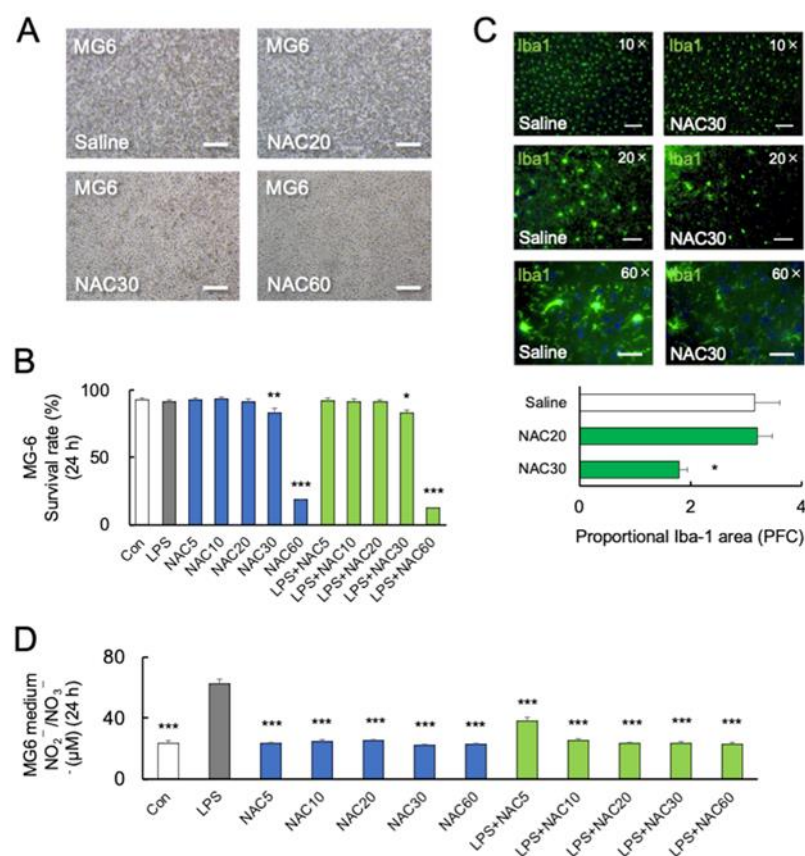 A
MG6
Saline
MG6
NAC20
MG6
NAC30
MG6
NAC60
B
MG-6
Survival rate (%)
(24 h)
100
50
0
**
***
*
***
Con
LPS
NAC5
NAC10
NAC20
NAC30
NAC60
LPS+NAC5
LPS+NAC10
LPS+NAC20
LPS+NAC30
LPS+NAC60
C
Iba1
10×
Saline
Iba1
10×
NAC30
Iba1
20×
Saline
Iba1
20×
NAC30
Iba1
60×
Saline
Iba1
60×
NAC30
Saline
NAC20
NAC30
*
0
2
4
Proportional Iba-1 area (PFC)
D
MG6 medium
NO₂⁻/NO₃⁻
- (μM) (24 h)
80
40
0
***
***
***
***
***
***
***
***
***
***
***
Con
LPS
NAC5
NAC10
NAC20
NAC30
NAC60
LPS+NAC5
LPS+NAC10
LPS+NAC20
LPS+NAC30
LPS+NAC60